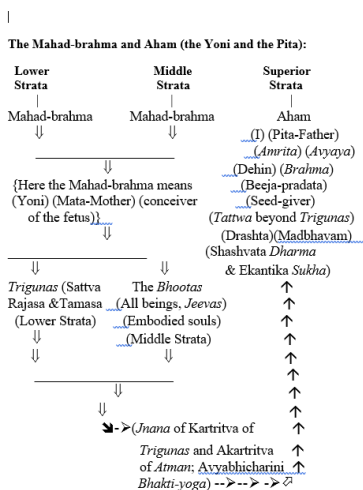 The Mahad-brahma and Aham (the Yoni and the Pita):
Lower Middle Superior
Strata Strata Strata
| | |
Mahad-brahma Mahad-brahma Aham
⇓ ⇓ (I) (Pita-Father)
(Amrita) (Avyaya)
⇓ (Dehin) (Brahma)
{Here the Mahad-brahma means (Beeja-pradata)
(Yoni) (Mata-Mother) (conceiver (Seed-giver)
of the fetus)} (Tattwa beyond Trigunas)
⇓ (Drashta)(Madbhavam)
(Shashvata Dharma
⇓ ⇓ & Ekantika Sukha)
Trigunas (Sattva The Bhootas ↑
Rajasa &Tamasa (All beings, Jeevas) ↑
(Lower Strata) (Embodied souls) ↑
⇓ (Middle Strata) ↑
⇓ ⇓ ↑
↑
⇓ ↑
⇓ ↑
➘-➢(Jnana of Kartritva of ↑
Trigunas and Akartritva ↑
of Atman; Avyabhicharini ↑
Bhakti-yoga) --➢-- -➢ ⬀